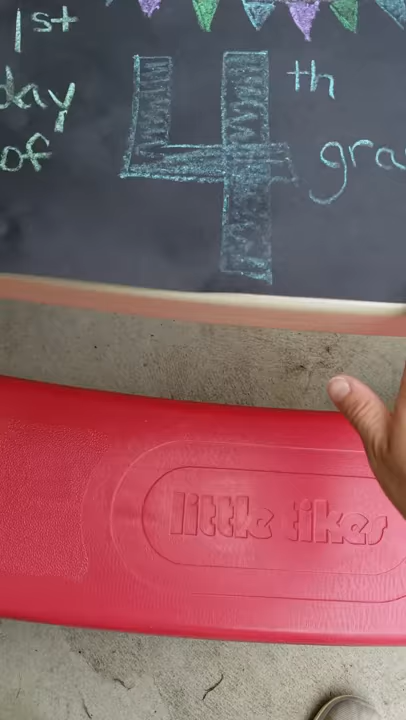 1st
day
of
4th
gra
little tikes